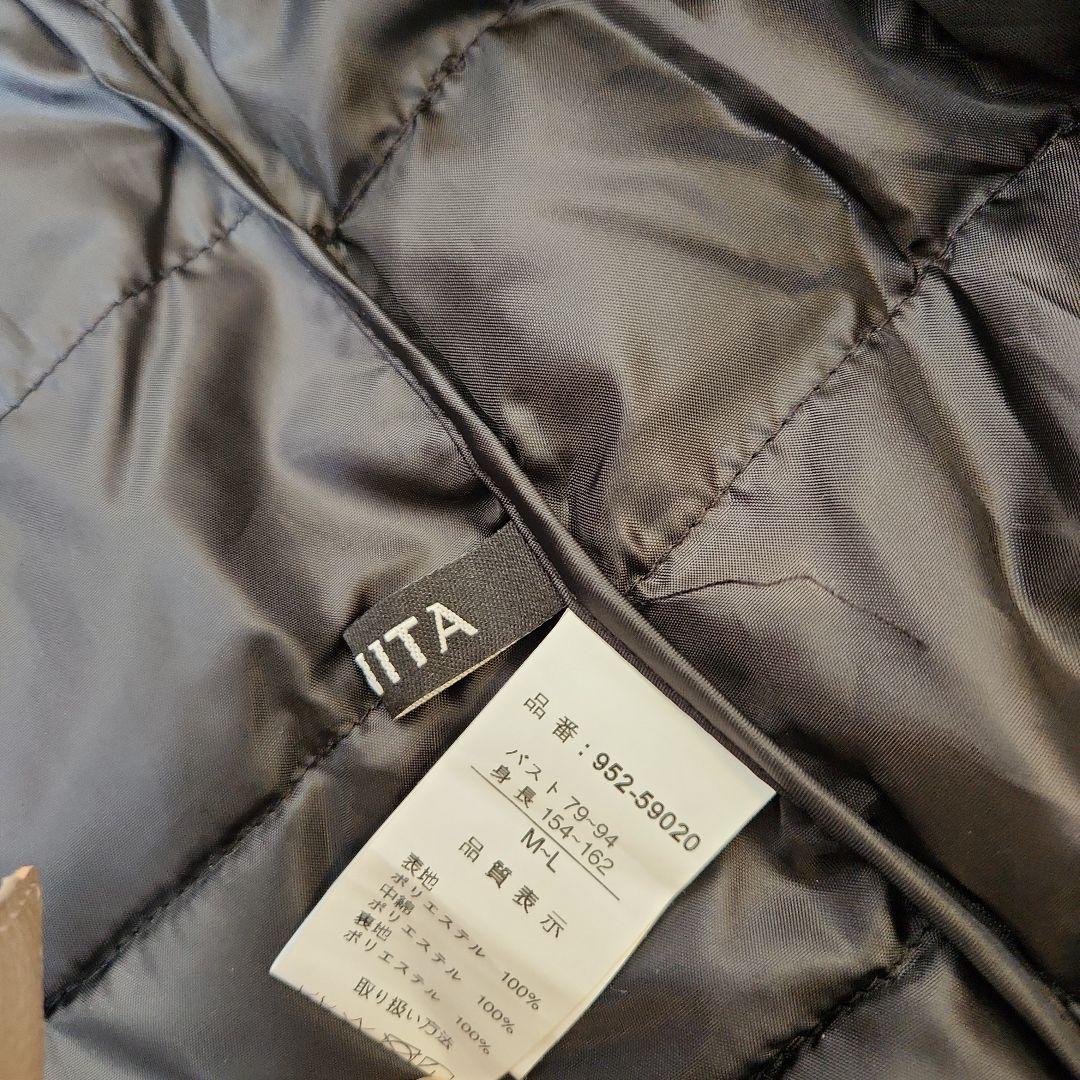 IITA
品 番 : 952-59020
バスト 79~94
身 長 154~162
M~L
品 質 表 示
表地
ポリエステル 100%
中綿
ポリエステル 100%
裏地
ポリエステル 100%
取り扱い方法